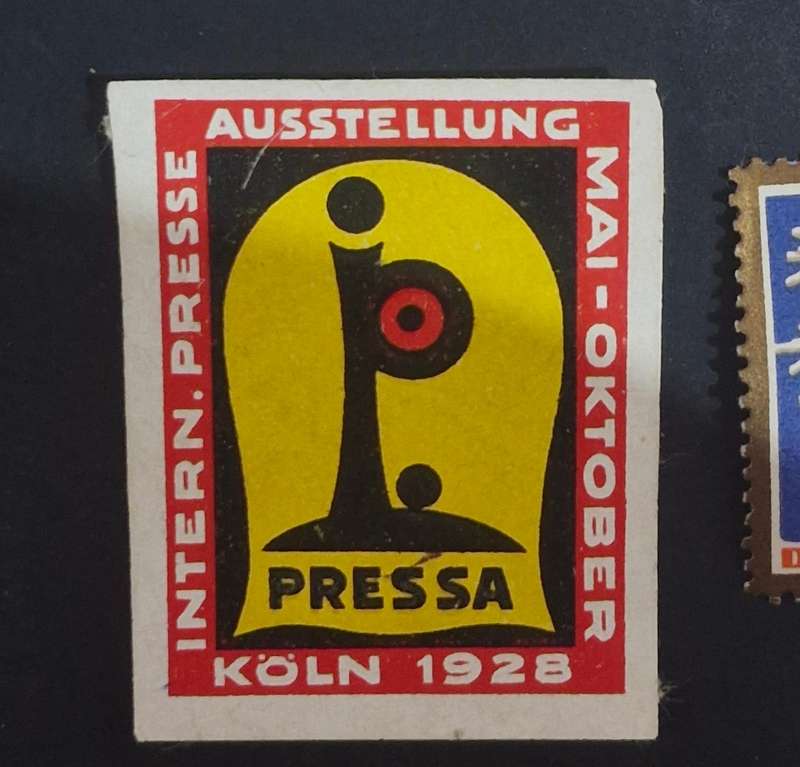 INTERN. PRESSE
AUSSTELLUNG
MAI-OKTOBER
PRESSA
KÖLN 1928